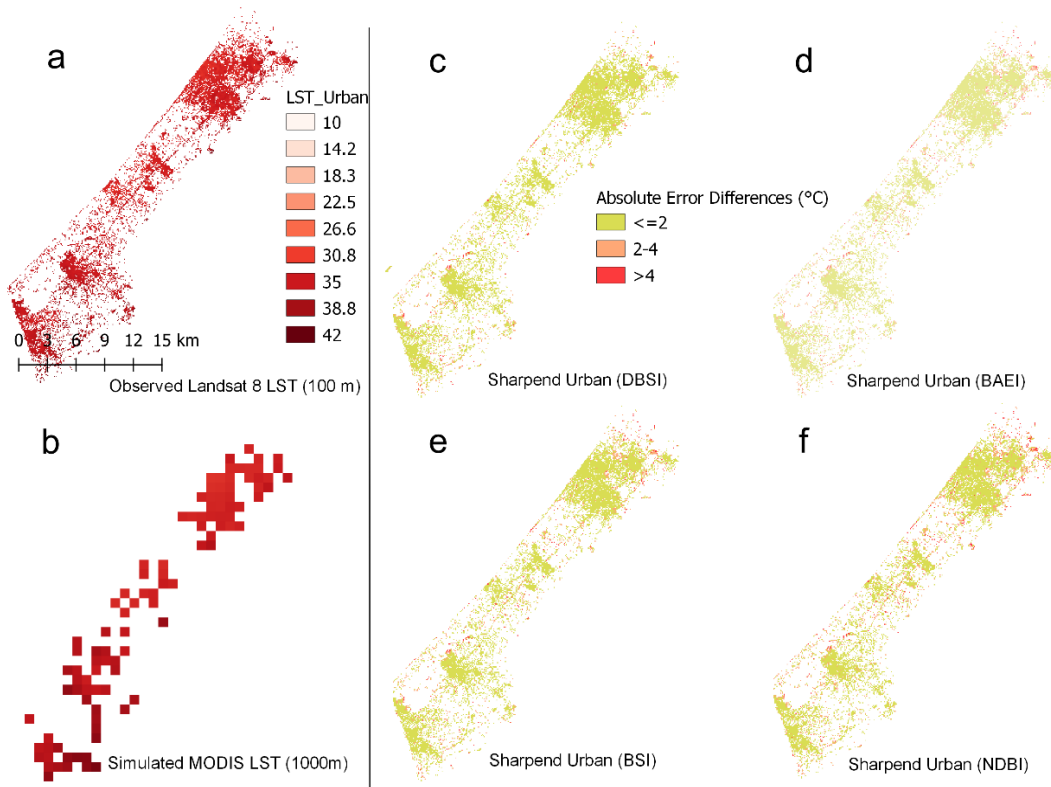 a
LST_Urban
10
14.2
18.3
22.5
26.6
30.8
35
38.8
42
0 3 6 9 12 15 km
Observed Landsat 8 LST (100 m)
b
Simulated MODIS LST (1000m)
c
Absolute Error Differences (°C)
<=2
2-4
>4
Sharpend Urban (DBSI)
d
Sharpend Urban (BAEI)
e
Sharpend Urban (BSI)
f
Sharpend Urban (NDBI)